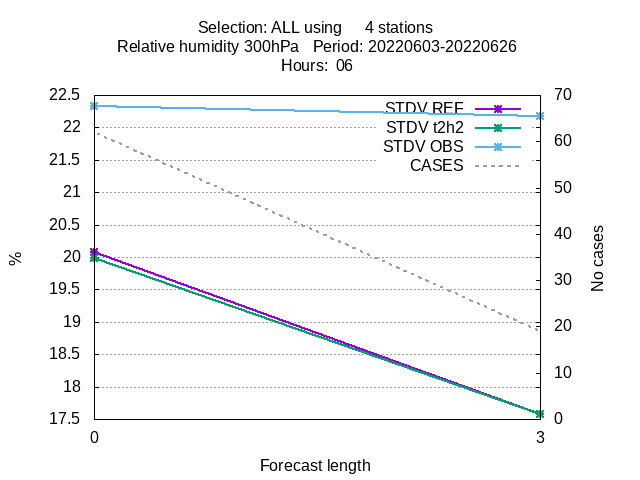 Selection: ALL using 4 stations
Relative humidity 300hPa Period: 20220603-20220626
Hours: 06
STDV REF
STDV t2h2
STDV OBS
CASES
22.5
22
21.5
21
20.5
20
19.5
19
18.5
18
17.5
70
60
50
40
30
20
10
0
%
No cases
0
3
Forecast length